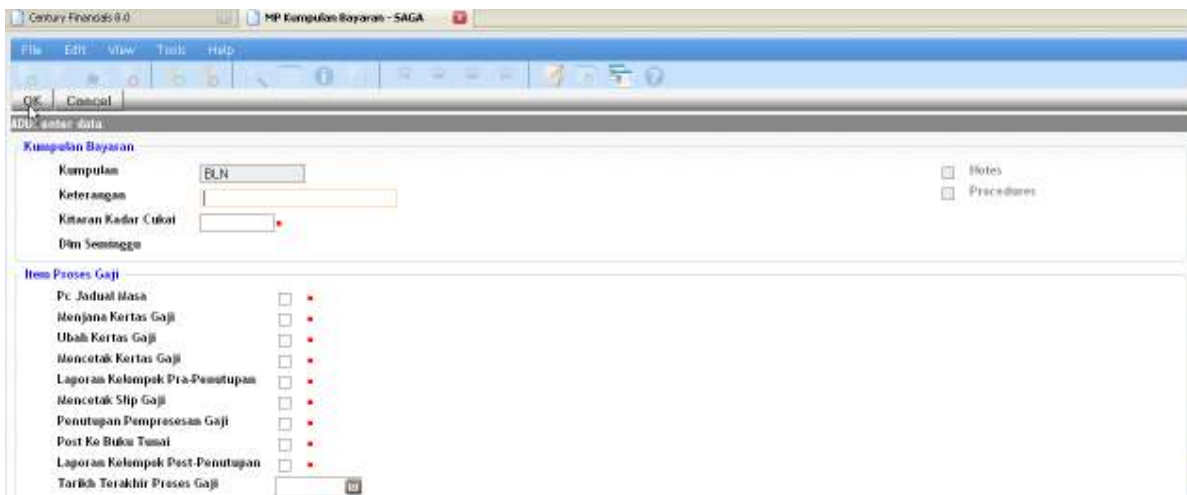 Century Financials 8.0
MP Kumpulan Bayaran - SAGA
File Edit View Tools Help
OK Cancel
ADD: enter data
Kumpulan Bayaran
Kumpulan BLN
Notes
Keterangan
Procedures
Kitaran Kadar Cukai
Dlm Seminggu
Item Proses Gaji
Pc Jadual Masa
Menjana Kertas Gaji
Ubah Kertas Gaji
Mencetak Kertas Gaji
Laporan Kelompok Pra-Penutupan
Mencetak Slip Gaji
Penutupan Pemprosesan Gaji
Post Ke Buku Tunai
Laporan Kelompok Post-Penutupan
Tarikh Terakhir Proses Gaji